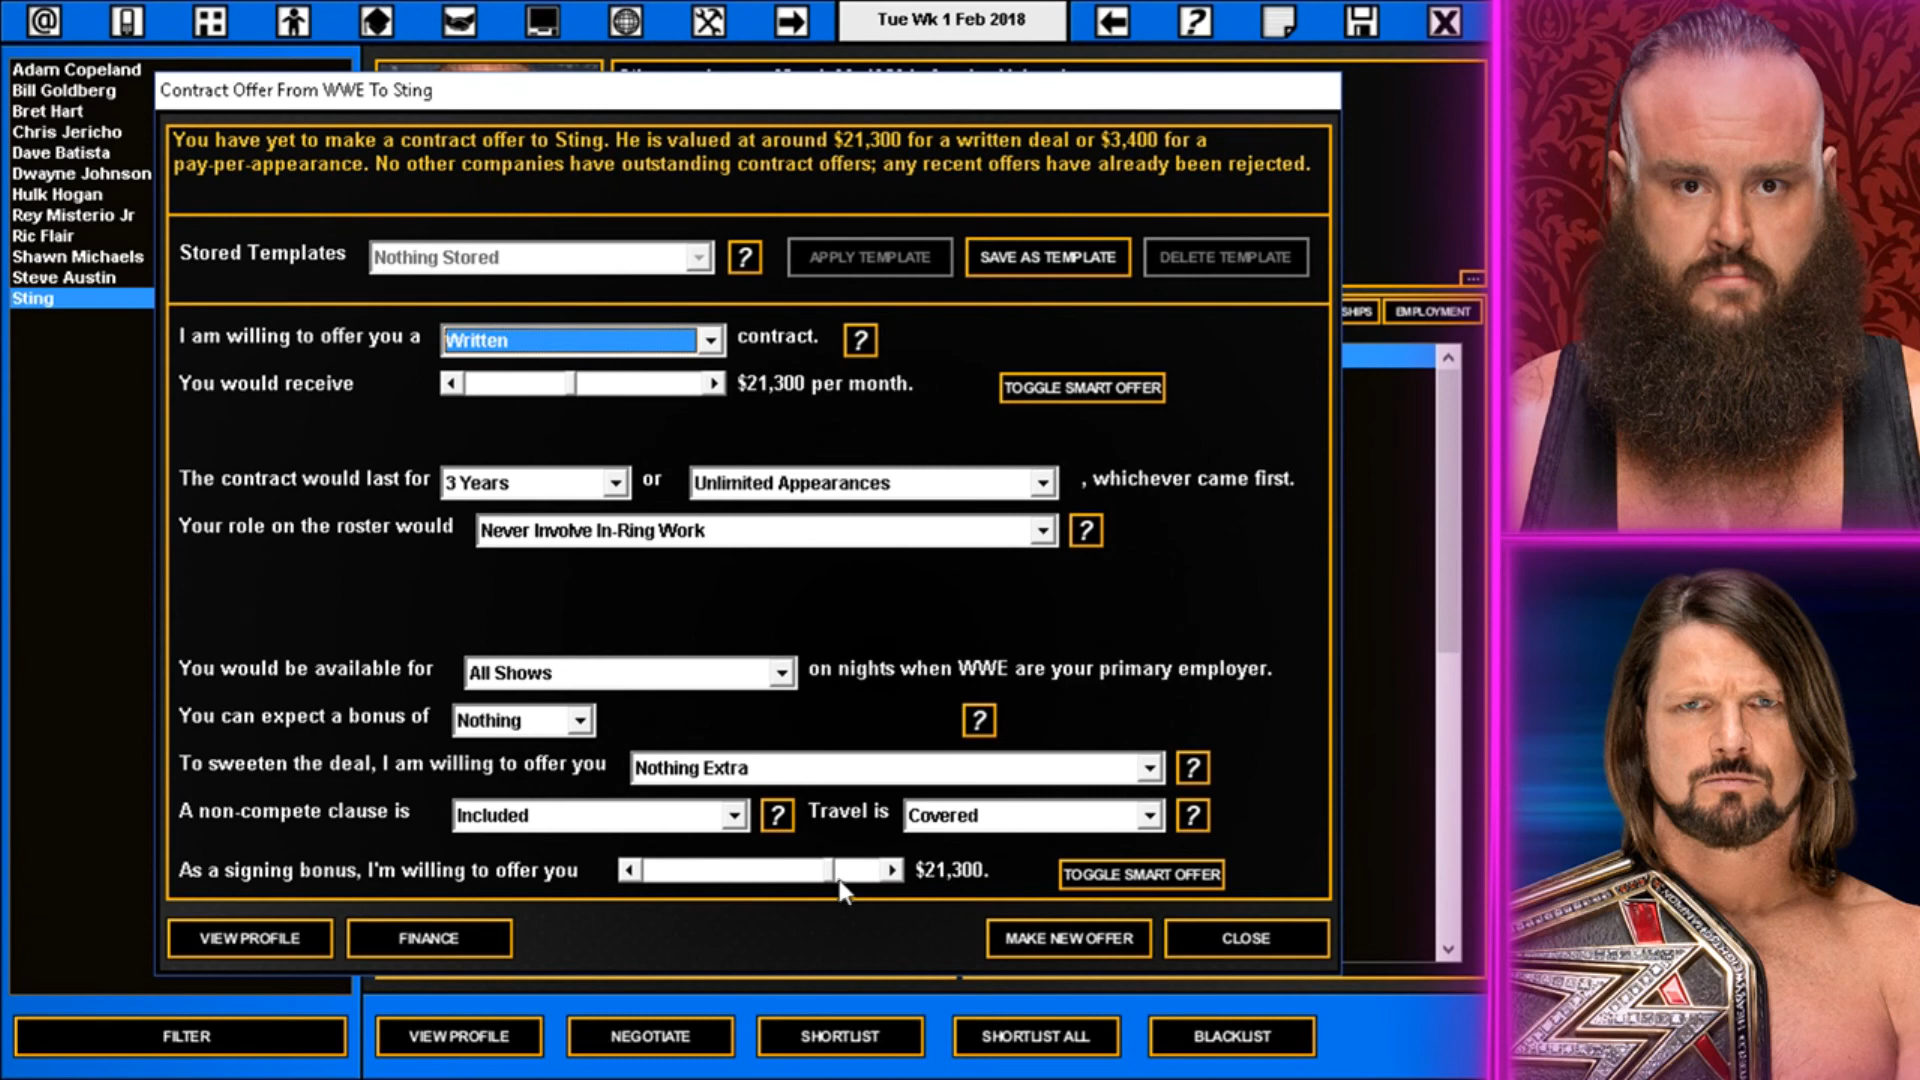 @
?
X
Tue Wk 1 Feb 2018
Adam Copeland
Bill Goldberg
Bret Hart
Chris Jericho
Dave Batista
Dwayne Johnson
Hulk Hogan
Rey Misterio Jr
Ric Flair
Shawn Michaels
Steve Austin
Sting
Contract Offer From WWE To Sting
You have yet to make a contract offer to Sting. He is valued at around $21,300 for a written deal or $3,400 for a
pay-per-appearance. No other companies have outstanding contract offers; any recent offers have already been rejected.
Stored Templates Nothing Stored ? APPLY TEMPLATE SAVE AS TEMPLATE DELETE TEMPLATE
...
SHIPS EMPLOYMENT
I am willing to offer you a Written contract. ?
You would receive $21,300 per month. TOGGLE SMART OFFER
The contract would last for 3 Years or Unlimited Appearances , whichever came first.
Your role on the roster would Never Involve In-Ring Work ?
You would be available for All Shows on nights when WWE are your primary employer.
You can expect a bonus of Nothing ?
To sweeten the deal, I am willing to offer you Nothing Extra ?
A non-compete clause is Included ? Travel is Covered ?
As a signing bonus, I'm willing to offer you $21,300. TOGGLE SMART OFFER
VIEW PROFILE FINANCE MAKE NEW OFFER CLOSE
FILTER VIEW PROFILE NEGOTIATE SHORTLIST SHORTLIST ALL BLACKLIST